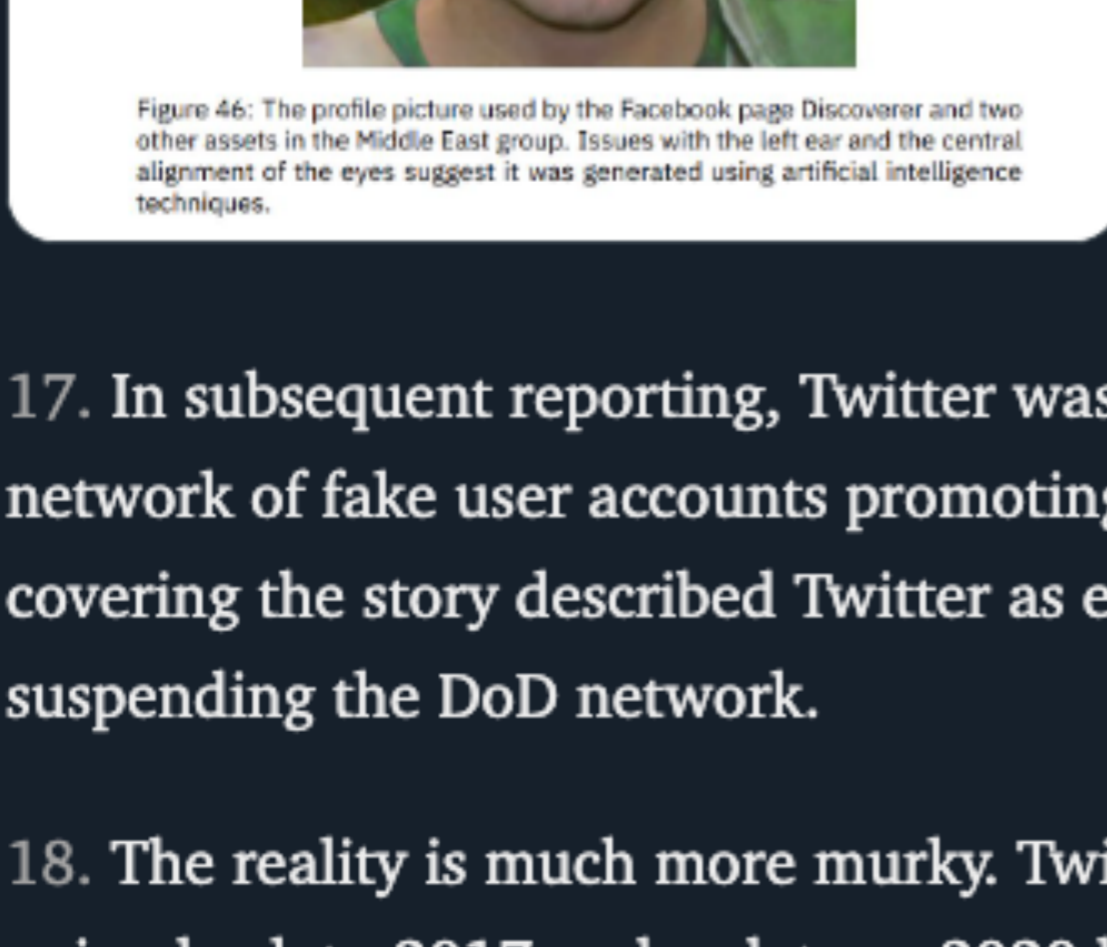 Figure 46: The profile picture used by the Facebook page Discoverer and two
other assets in the Middle East group. Issues with the left ear and the central
alignment of the eyes suggest it was generated using artificial intelligence
techniques.
17. In subsequent reporting, Twitter was
network of fake user accounts promoting
covering the story described Twitter as
suspending the DoD network.
18. The reality is much more murky.